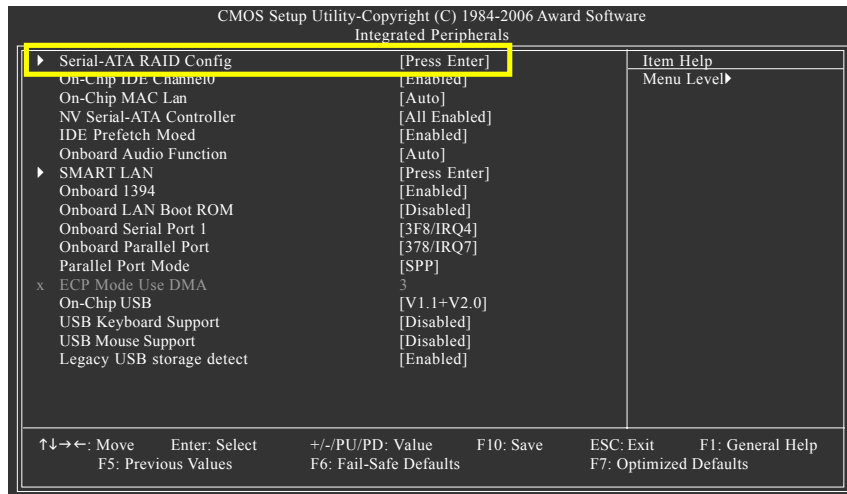 CMOS Setup Utility-Copyright (C) 1984-2006 Award Software
Integrated Peripherals
Serial-ATA RAID Config [Press Enter] Item Help
On-Chip IDE Channel0 [Enabled] Menu Level
On-Chip MAC Lan [Auto]
NV Serial-ATA Controller [All Enabled]
IDE Prefetch Moed [Enabled]
Onboard Audio Function [Auto]
SMART LAN [Press Enter]
Onboard 1394 [Enabled]
Onboard LAN Boot ROM [Disabled]
Onboard Serial Port 1 [3F8/IRQ4]
Onboard Parallel Port [378/IRQ7]
Parallel Port Mode [SPP]
x ECP Mode Use DMA 3
On-Chip USB [V1.1+V2.0]
USB Keyboard Support [Disabled]
USB Mouse Support [Disabled]
Legacy USB storage detect [Enabled]
↑↓→←: Move Enter: Select +/-/PU/PD: Value F10: Save ESC: Exit F1: General Help
F5: Previous Values F6: Fail-Safe Defaults F7: Optimized Defaults